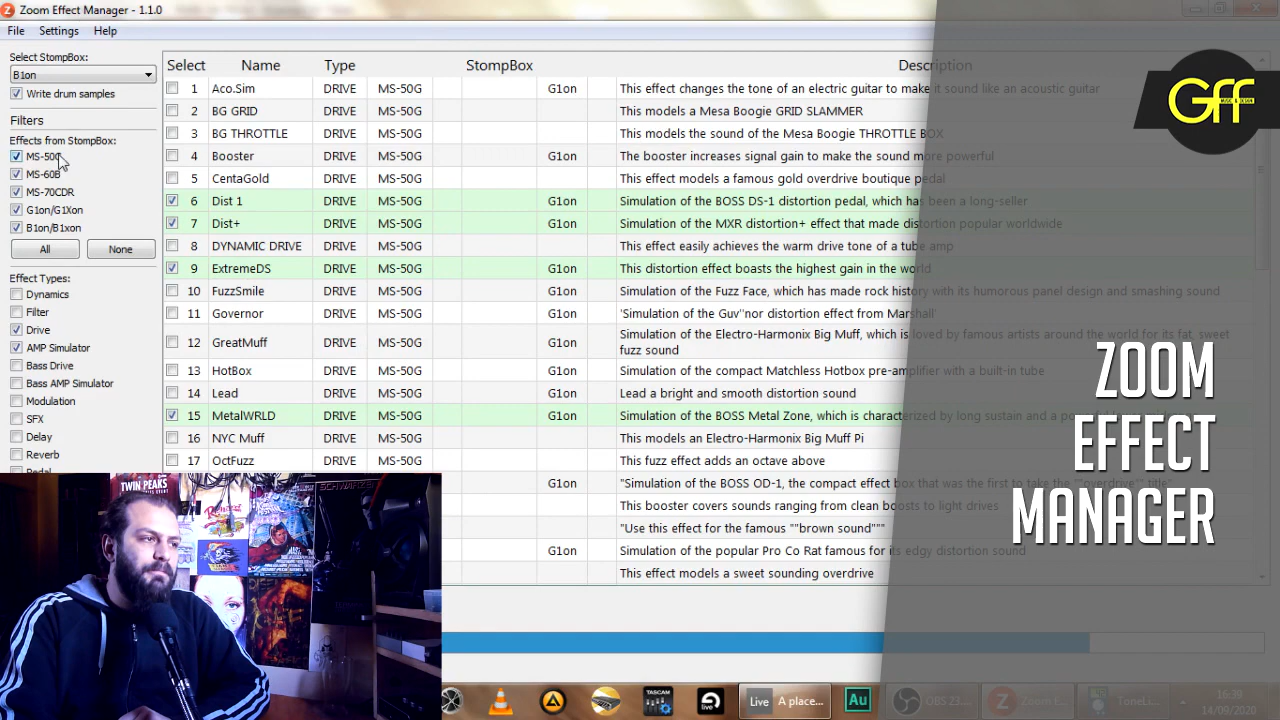 Zoom Effect Manager - 1.1.0
File Settings Help
Select StompBox:
B1on
Write drum samples
Filters
Effects from StompBox:
MS-50G
MS-60B
MS-70CDR
G1on/G1Xon
B1on/B1xon
All None
Effect Types:
Dynamics
Filter
Drive
AMP Simulator
Bass Drive
Bass AMP Simulator
Modulation
SFX
Delay
Reverb
Pedal
Select Name Type StompBox Description
1 Aco.Sim DRIVE MS-50G G1on This effect changes the tone of an electric guitar to make it sound like an acoustic guitar
2 BG GRID DRIVE MS-50G This models a Mesa Boogie GRID SLAMMER
3 BG THROTTLE DRIVE MS-50G This models the sound of the Mesa Boogie THROTTLE BOX
4 Booster DRIVE MS-50G G1on The booster increases signal gain to make the sound more powerful
5 CentaGold DRIVE MS-50G This effect models a famous gold overdrive boutique pedal
6 Dist 1 DRIVE MS-50G G1on Simulation of the BOSS DS-1 distortion pedal, which has been a long-seller
7 Dist+ DRIVE MS-50G G1on Simulation of the MXR distortion+ effect that made distortion popular worldwide
8 DYNAMIC DRIVE DRIVE MS-50G This effect easily achieves the warm drive tone of a tube amp
9 ExtremeDS DRIVE MS-50G G1on This distortion effect boasts the highest gain in the world
10 FuzzSmile DRIVE MS-50G G1on Simulation of the Fuzz Face, which has made rock history with its humorous panel design and smashing sound
11 Governor DRIVE MS-50G G1on 'Simulation of the Guv''nor distortion effect from Marshall'
12 GreatMuff DRIVE MS-50G G1on Simulation of the Electro-Harmonix Big Muff, which is loved by famous artists around the world for its fat, sweet
fuzz sound
13 HotBox DRIVE MS-50G G1on Simulation of the compact Matchless Hotbox pre-amplifier with a built-in tube
14 Lead DRIVE MS-50G G1on Lead a bright and smooth distortion sound
15 MetalWRLD DRIVE MS-50G G1on Simulation of the BOSS Metal Zone, which is characterized by long sustain and a powerful
16 NYC Muff DRIVE MS-50G This models an Electro-Harmonix Big Muff Pi
17 OctFuzz DRIVE MS-50G This fuzz effect adds an octave above
G1on "Simulation of the BOSS OD-1, the compact effect box that was the first to take the ""overdrive"" title"
This booster covers sounds ranging from clean boosts to light drives
"Use this effect for the famous ""brown sound"""
G1on Simulation of the popular Pro Co Rat famous for its edgy distortion sound
This effect models a sweet sounding overdrive
Gff
ZOOM
EFFECT
MANAGER
TWIN PEAKS
TASCAM
live
Live A place...
Au
OBS 23....
Zoom E...
ToneLi...
16:39
14/09/2020